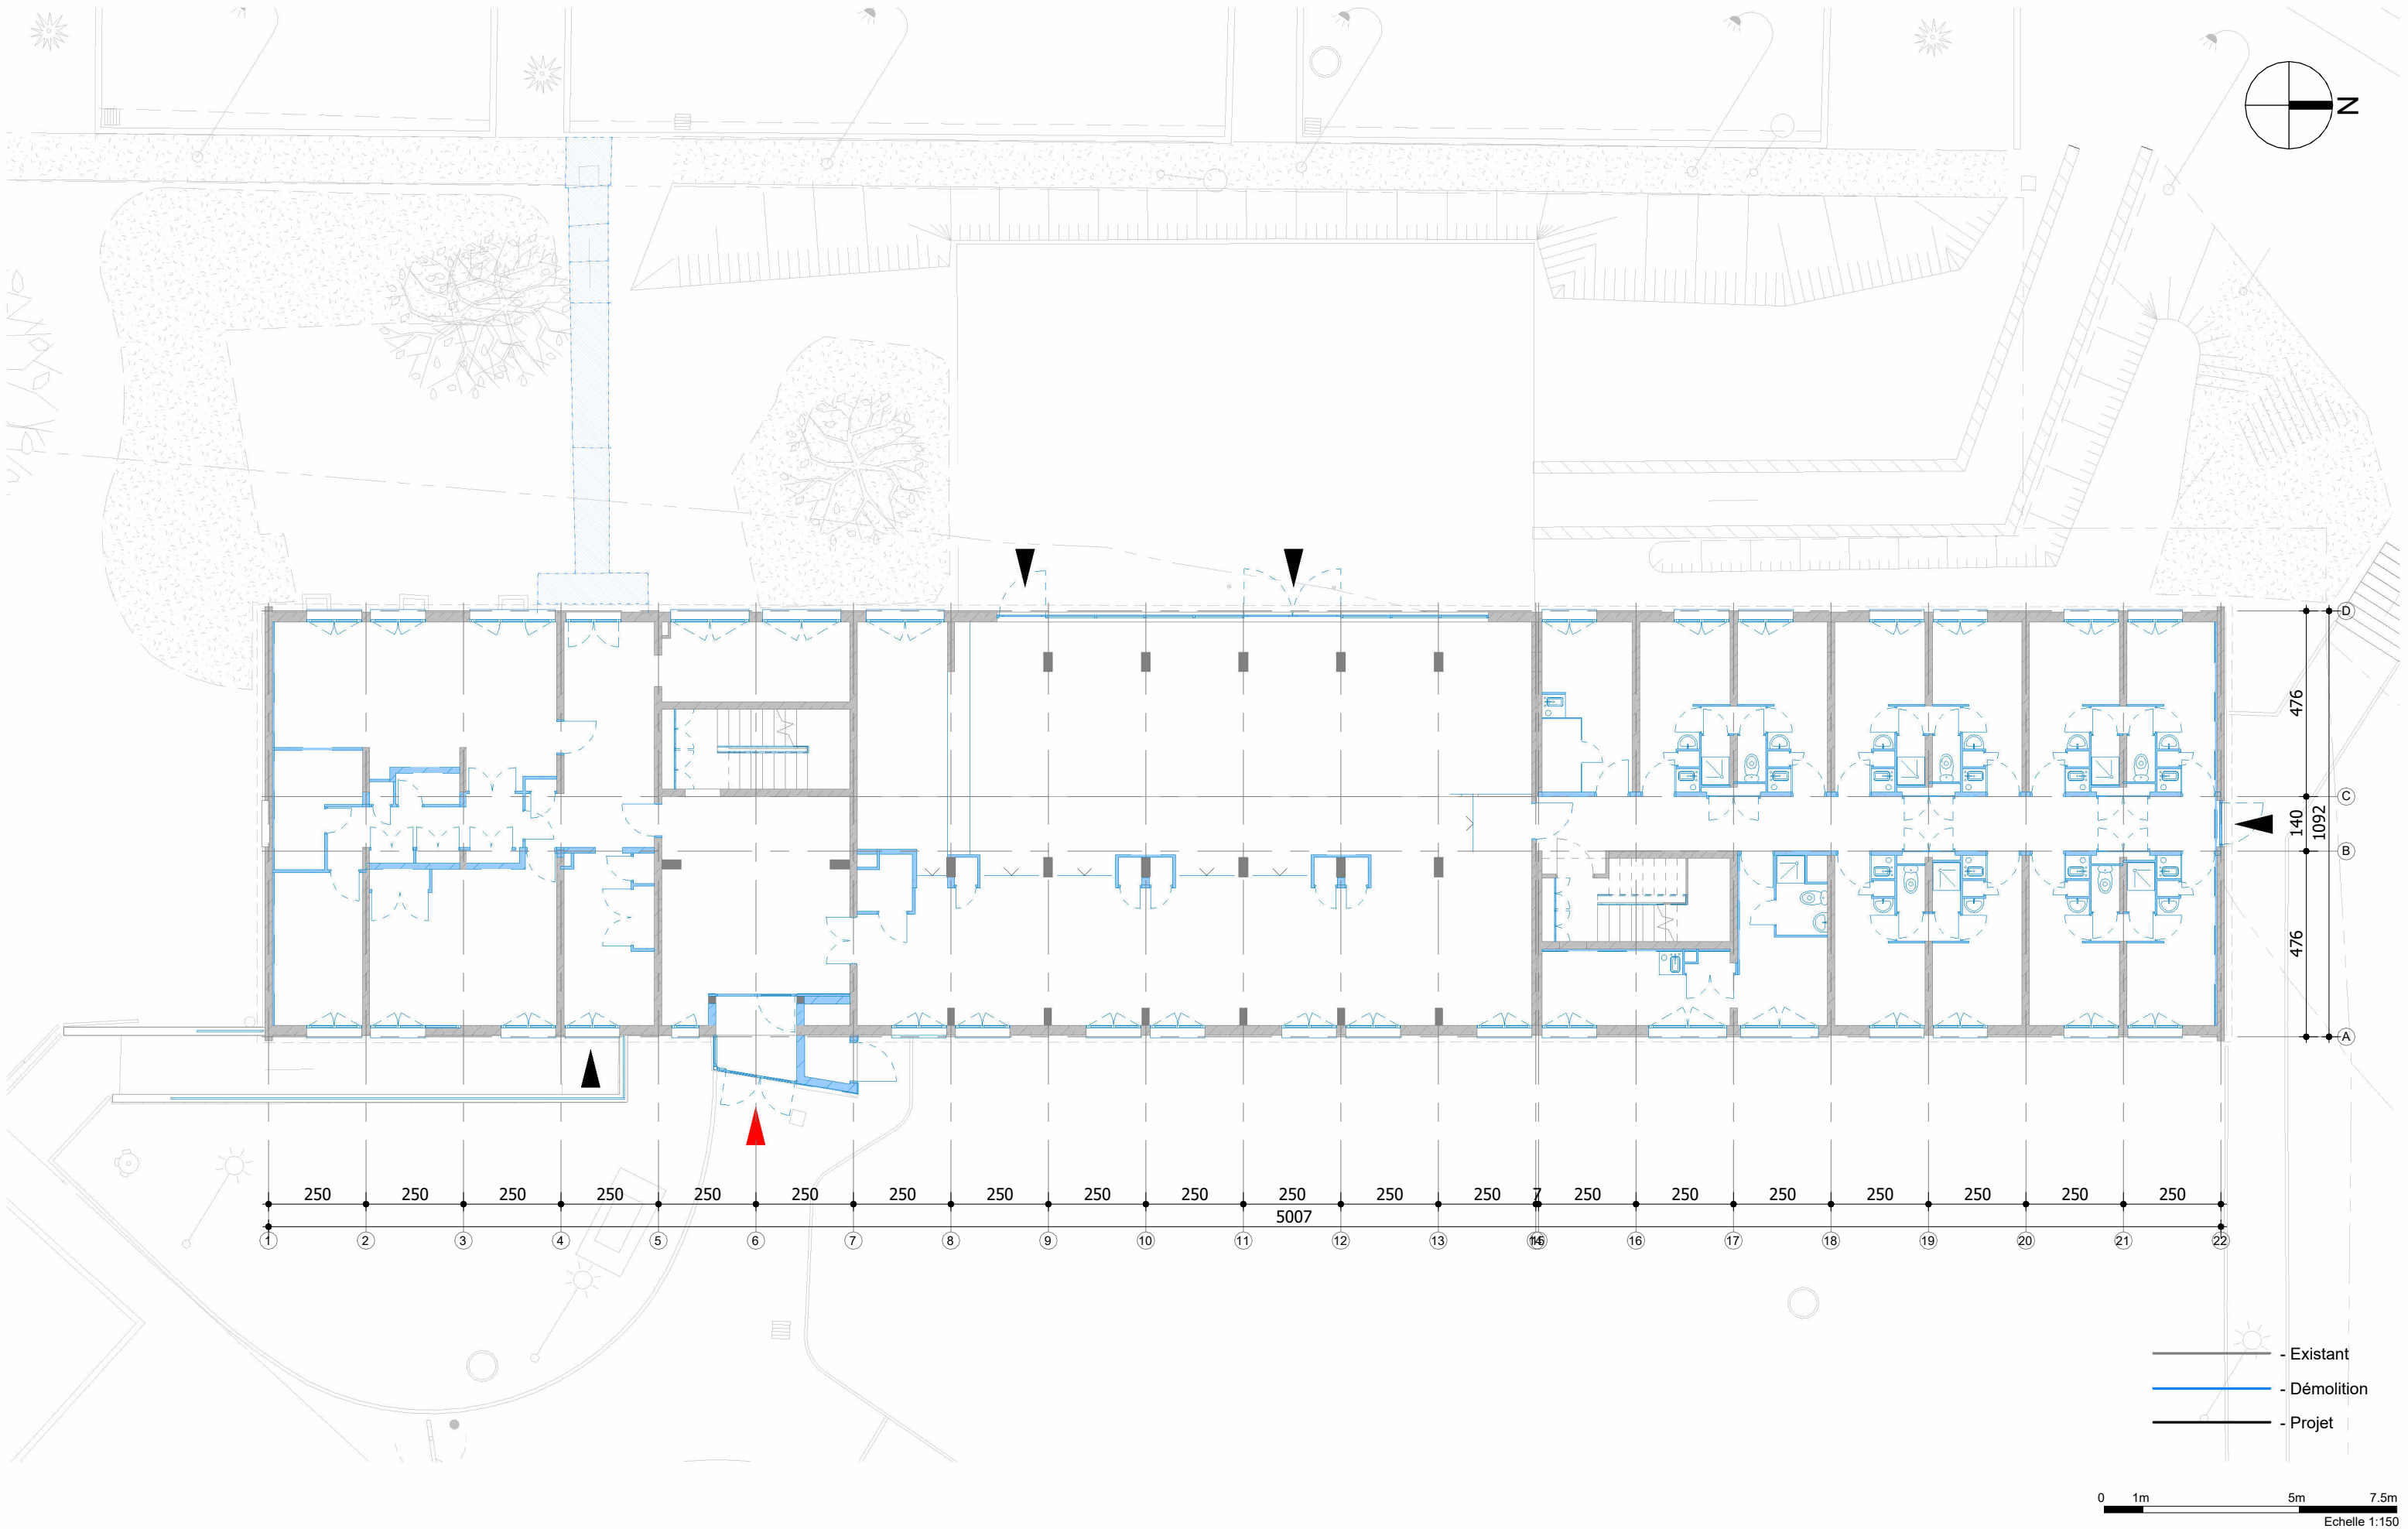 N
D
476
C
140
1092
B
476
A
250 250 250 250 250 250 250 250 250 250 250 250 250 7 250 250 250 250 250 250 250
5007
1 2 3 4 5 6 7 8 9 10 11 12 13 14 15 16 17 18 19 20 21 22
- Existant
- Démolition
- Projet
0 1m 5m 7.5m
Echelle 1:150